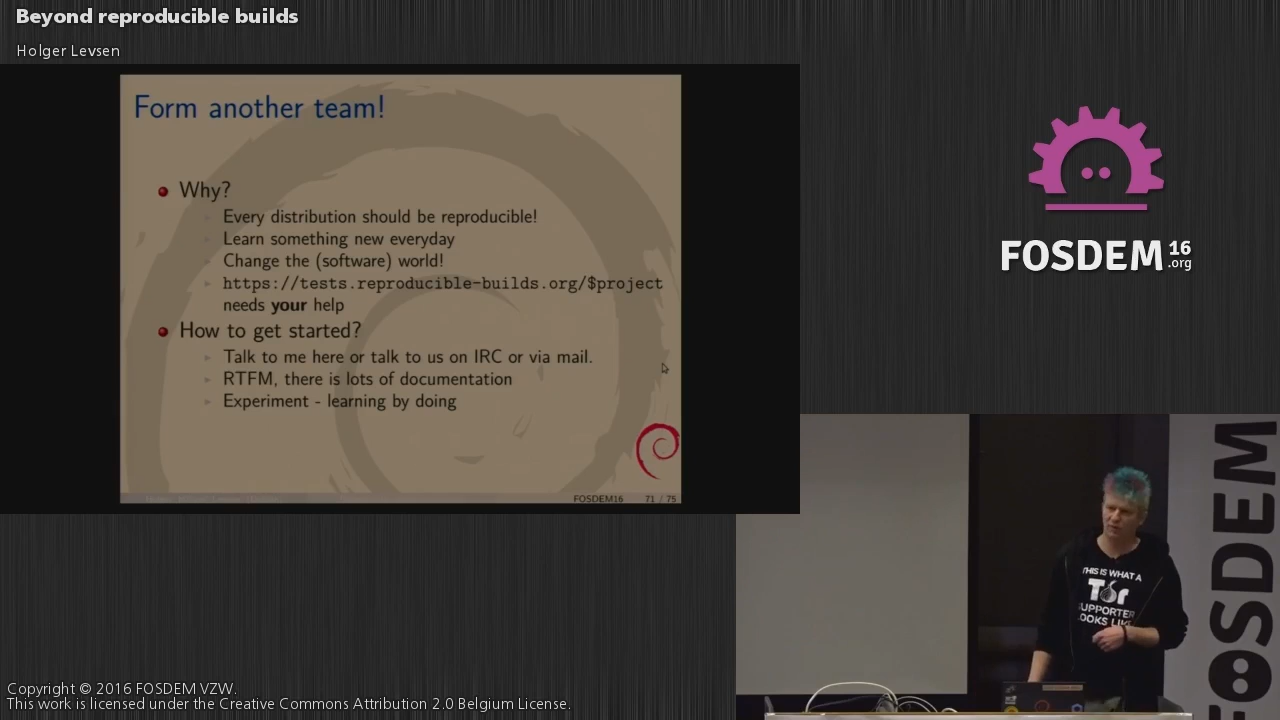 Beyond reproducible builds
Holger Levsen
Form another team!
Why?
Every distribution should be reproducible!
Learn something new everyday
Change the (software) world!
https://tests.reproducible-builds.org/$project
needs your help
How to get started?
Talk to me here or talk to us on IRC or via mail.
RTFM, there is lots of documentation
Experiment - learning by doing
FOSDEM16 71 / 75
FOSDEM 16
.org
THIS IS WHAT A
Tor
SUPPORTER
LOOKS LIKE
FOSDEM
Copyright © 2016 FOSDEM VZW.
This work is licensed under the Creative Commons Attribution 2.0 Belgium License.